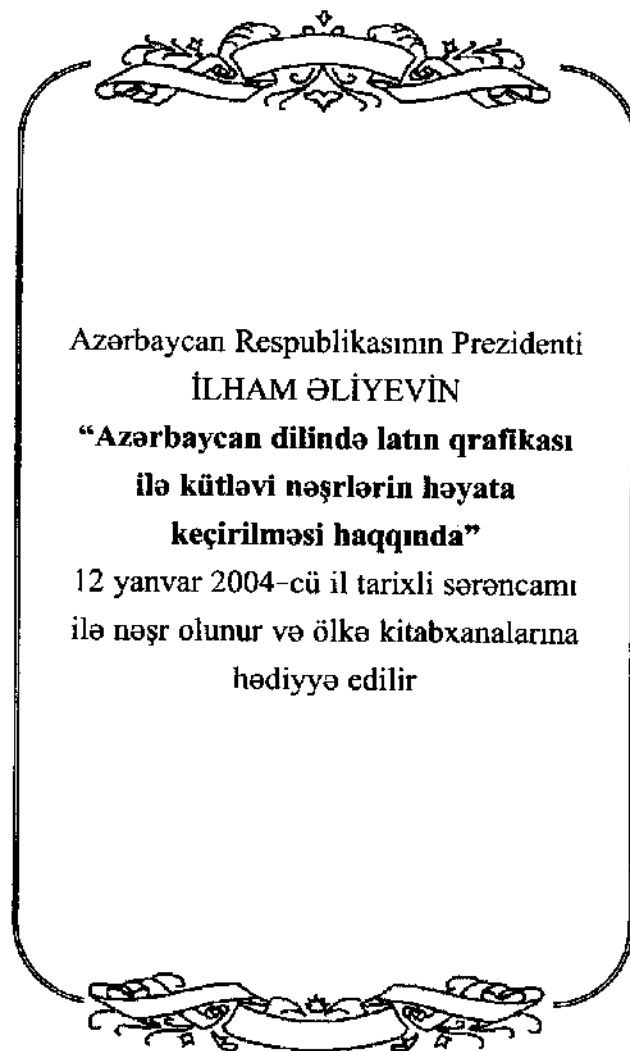 Azərbaycan Respublikasının Prezidenti
İLHAM ƏLİYEVİN
“Azərbaycan dilində latın qrafikası
ilə kütləvi nəşrlərin həyata
keçirilməsi haqqında”
12 yanvar 2004-cü il tarixli sərəncamı
ilə nəşr olunur və ölkə kitabxanalarına
hədiyyə edilir